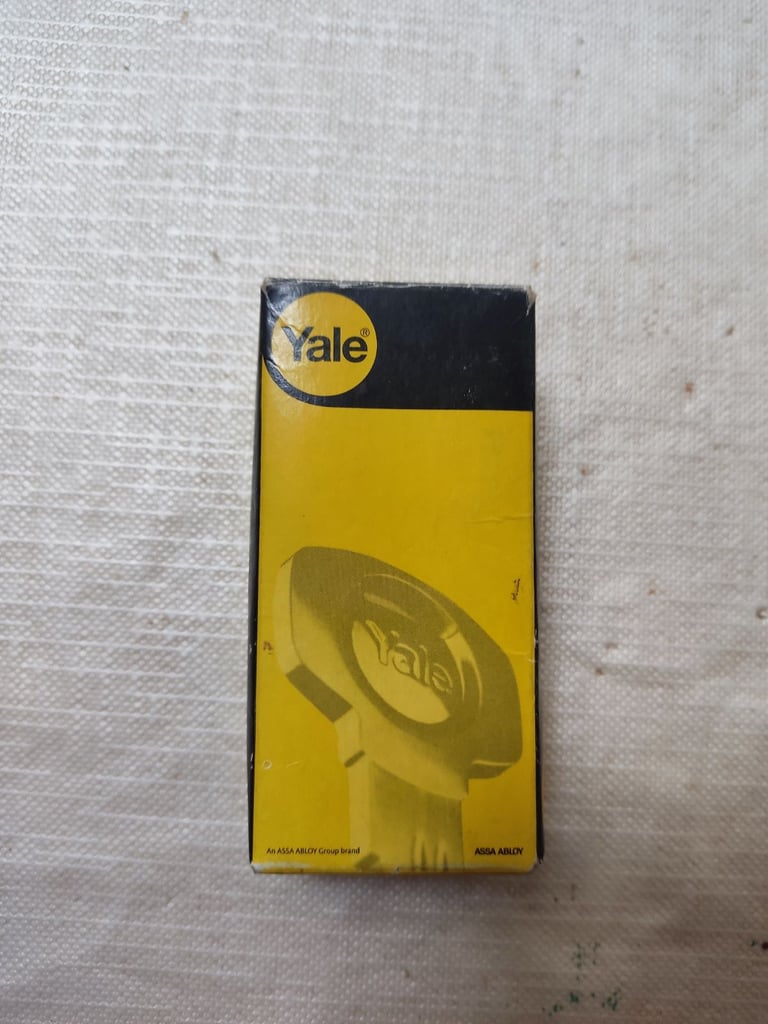 Yale®
Yale
An ASSA ABLOY Group brand
ASSA ABLOY